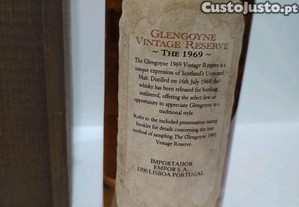 CustoJusto.pt
GLENGOYNE
VINTAGE RESERVE
~ THE 1969 ~
The Glengoyne 1969 Vintage Reserve is a
unique expression of Scotland's Unpeated
Malt. Distilled on 16th July 1969, this
whisky has been released for bottling
unfiltered, offering the select few an
opportunity to appreciate Glengoyne in a
traditional style.
Refer to the included presentation tasting
booklet for details concerning the best
method of sampling The Glengoyne 1969
Vintage Reserve.
IMPORTADOR
EMPOR S.A.
1300 LISBOA PORTUGAL